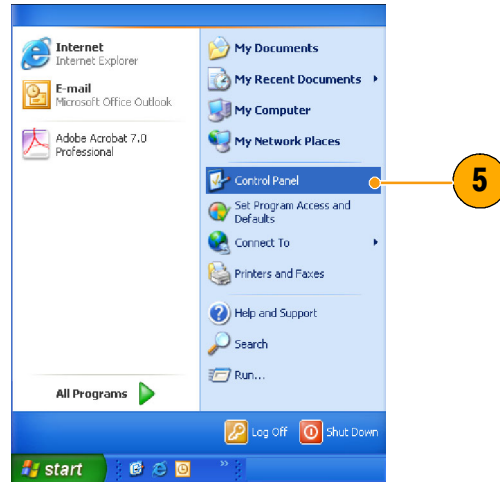 Internet
Internet Explorer
E-mail
Microsoft Office Outlook
Adobe Acrobat 7.0
Professional
All Programs
My Documents
My Recent Documents
My Computer
My Network Places
Control Panel
5
Set Program Access and
Defaults
Connect To
Printers and Faxes
Help and Support
Search
Run...
Log Off
Shut Down
start